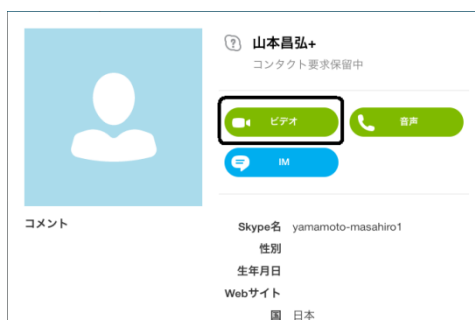 山本昌弘+
コンタクト要求保留中
ビデオ
音声
IM
コメント
Skype名 yamamoto-masahiro1
性別
生年月日
Webサイト
国 日本